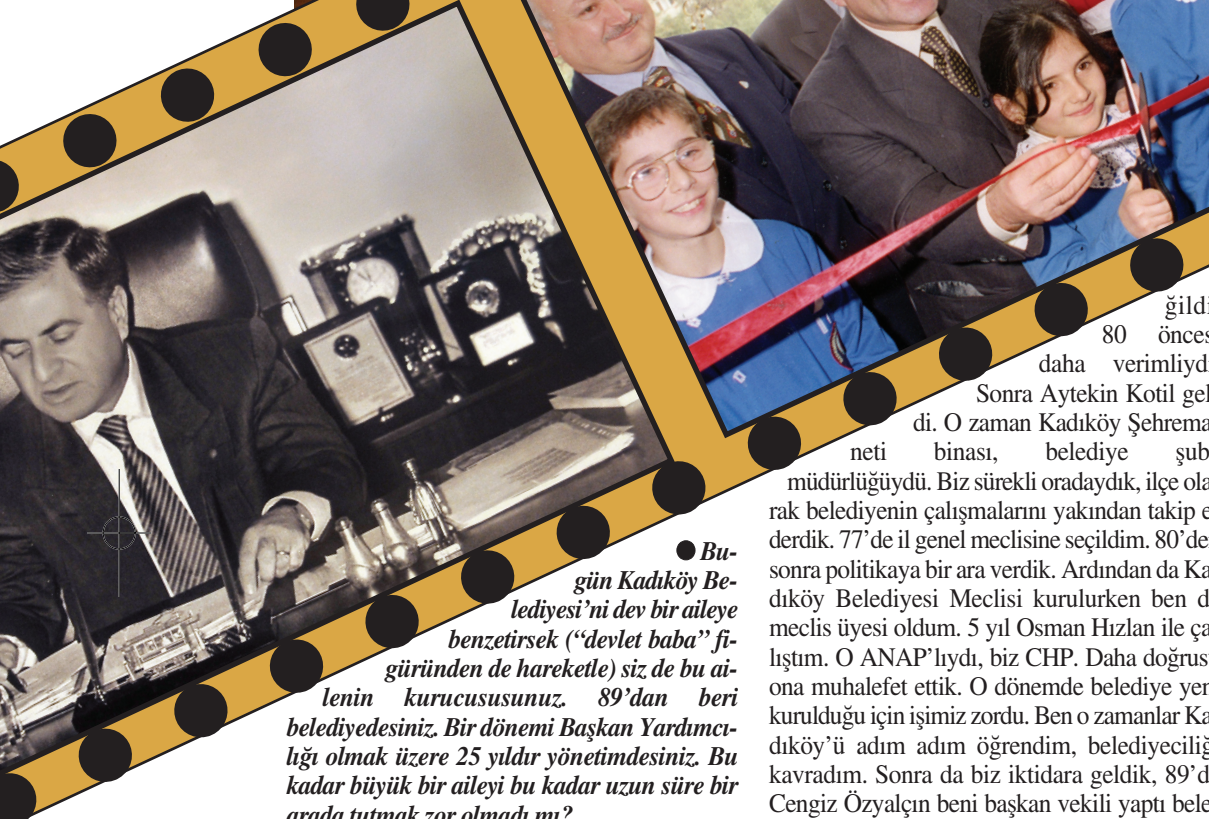 ● Bu-
gün Kadıköy Be-
lediyesi’ni dev bir aileye
benzetirsek (“devlet baba” fi-
güründen de hareketle) siz de bu ai-
lenin kurucususunuz. 89’dan beri
belediyedesiniz. Bir dönemi Başkan Yardımcı-
lığı olmak üzere 25 yıldır yönetimdesiniz. Bu
kadar büyük bir aileyi bu kadar uzun süre bir
arada tutmak zor olmadı mı?
ğildi
80 önces
daha verimliyd
Sonra Aytekin Kotil gel
di. O zaman Kadıköy Şehrema
neti binası, belediye şub
müdürlüğüydü. Biz sürekli oradaydık, ilçe ola
rak belediyenin çalışmalarını yakından takip e
derdik. 77’de il genel meclisine seçildim. 80’den
sonra politikaya bir ara verdik. Ardından da Ka
dıköy Belediyesi Meclisi kurulurken ben d
meclis üyesi oldum. 5 yıl Osman Hızlan ile ça
lıştım. O ANAP’lıydı, biz CHP. Daha doğrusu
ona muhalefet ettik. O dönemde belediye yen
kurulduğu için işimiz zordu. Ben o zamanlar Ka
dıköy’ü adım adım öğrendim, belediyeciliğ
kavradım. Sonra da biz iktidara geldik, 89’d
Cengiz Özyalçın beni başkan vekili yaptı bele